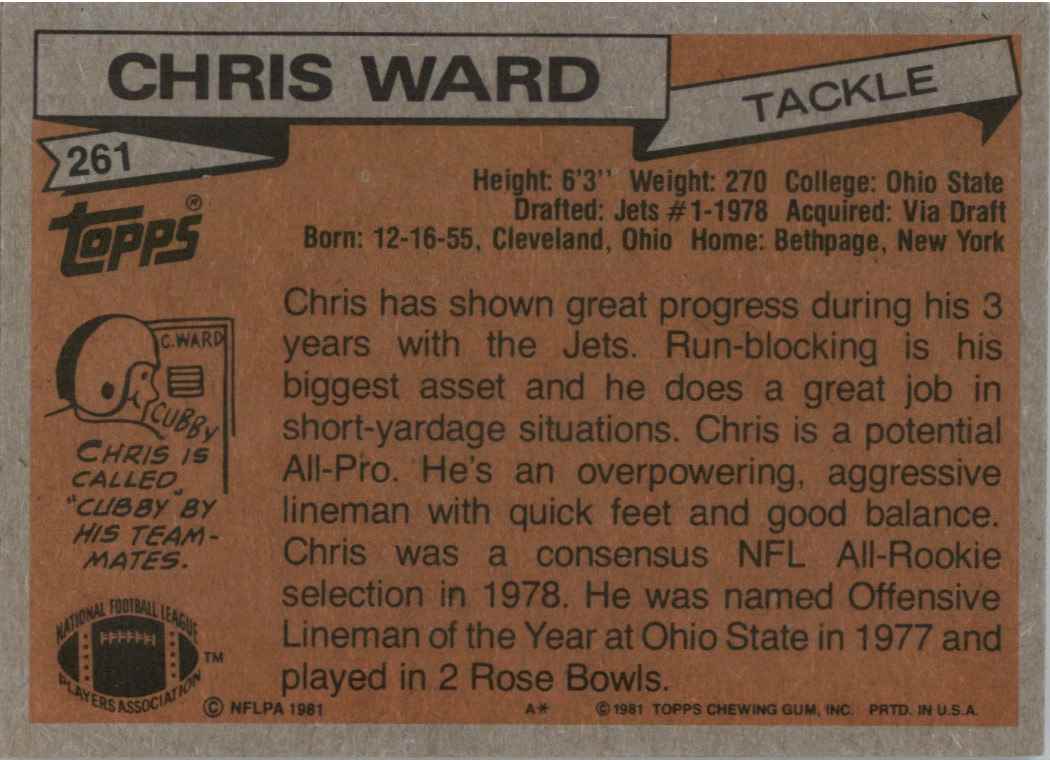 CHRIS WARD
TACKLE
261
TOPPS®
Height: 6'3'' Weight: 270 College: Ohio State
Drafted: Jets #1-1978 Acquired: Via Draft
Born: 12-16-55, Cleveland, Ohio Home: Bethpage, New York
Chris has shown great progress during his 3
years with the Jets. Run-blocking is his
biggest asset and he does a great job in
short-yardage situations. Chris is a potential
All-Pro. He's an overpowering, aggressive
lineman with quick feet and good balance.
Chris was a consensus NFL All-Rookie
selection in 1978. He was named Offensive
Lineman of the Year at Ohio State in 1977 and
played in 2 Rose Bowls.
C. WARD
CUBBY
CHRIS IS
CALLED
"CUBBY" BY
HIS TEAM-
MATES.
NATIONAL FOOTBALL LEAGUE
PLAYERS ASSOCIATION
TM
© NFLPA 1981
A*
© 1981 TOPPS CHEWING GUM, INC. PRTD. IN U.S.A.